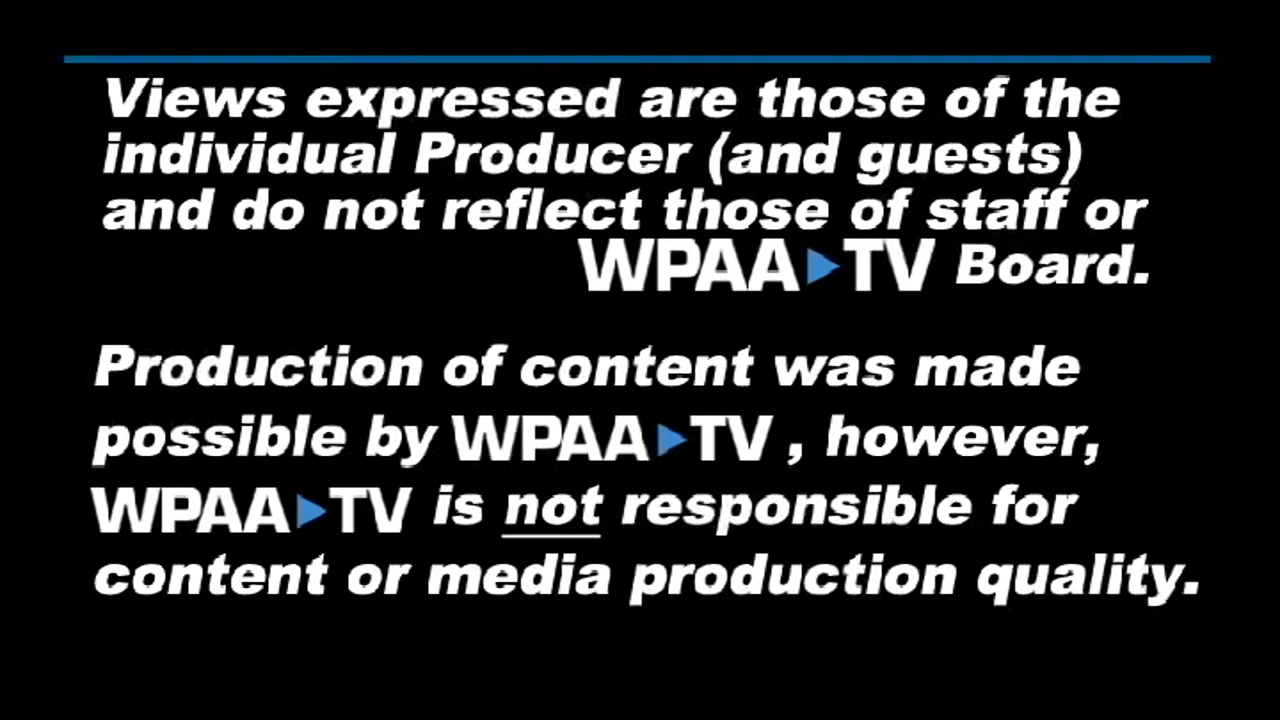 Views expressed are those of the
individual Producer (and guests)
and do not reflect those of staff or
WPAA▶TV Board.
Production of content was made
possible by WPAA▶TV , however,
WPAA▶TV is not responsible for
content or media production quality.